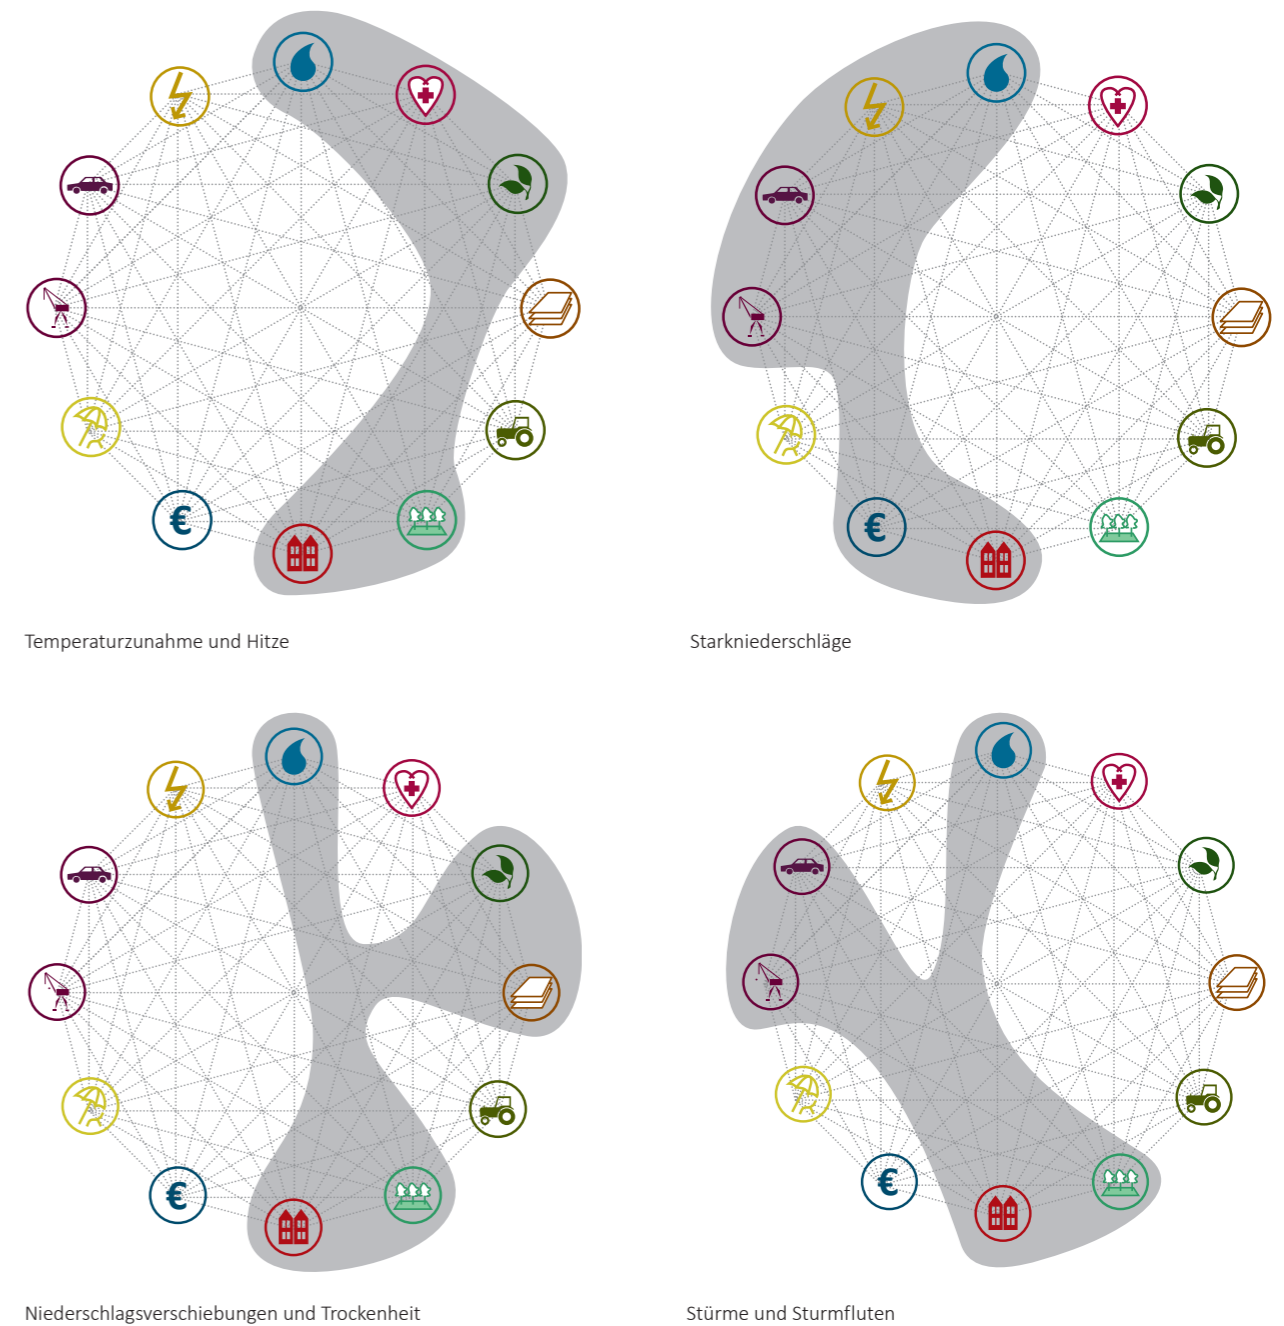 €
€
Temperaturzunahme und Hitze
Starkniederschläge
€
€
Niederschlagsverschiebungen und Trockenheit
Stürme und Sturmfluten